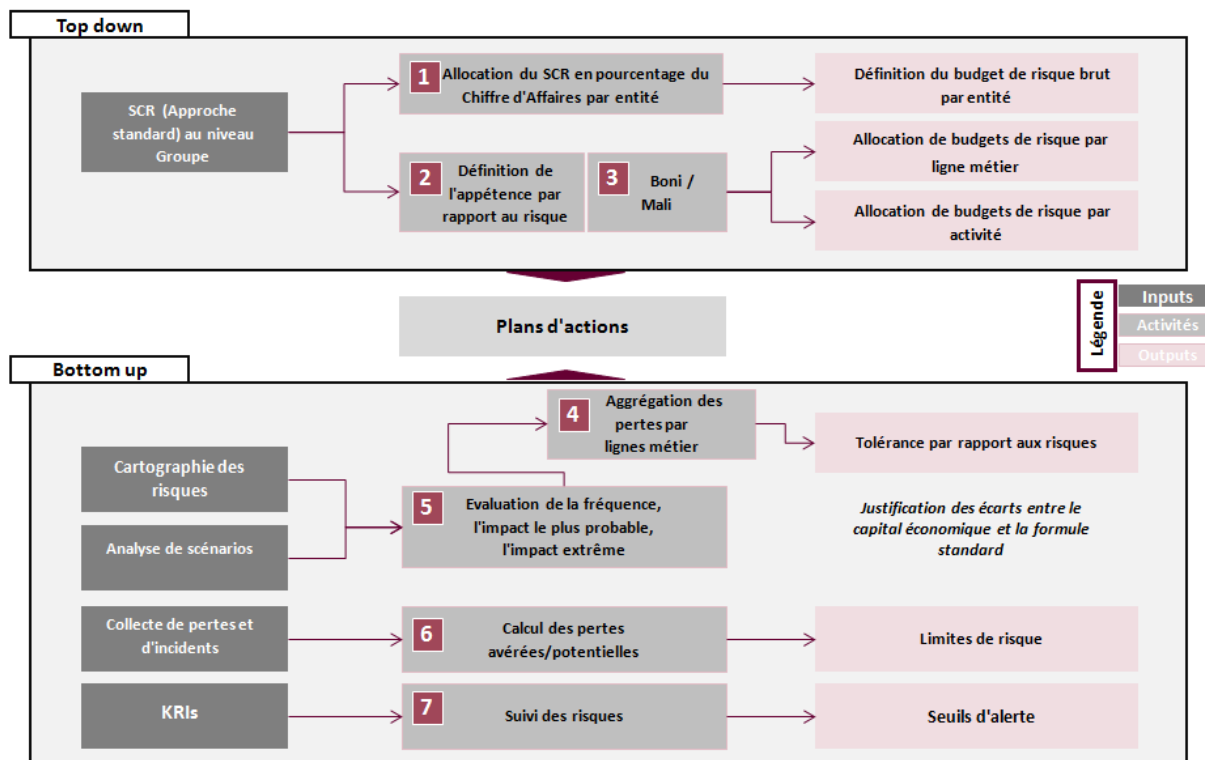 Top down
SCR (Approche
standard) au niveau
Groupe
1
Allocation du SCR en pourcentage du
Chiffre d'Affaires par entité
Définition du budget de risque brut
par entité
2
Définition de
l'appétence par
rapport au risque
3
Boni /
Mali
Allocation de budgets de risque par
ligne métier
Allocation de budgets de risque par
activité
Plans d'actions
Légende
Inputs
Activités
Outputs
Bottom up
4
Aggrégation des
pertes par
lignes métier
Tolérance par rapport aux risques
Cartographie des
risques
Analyse de scénarios
5
Evaluation de la fréquence,
l'impact le plus probable,
l'impact extrême
Justification des écarts entre le
capital économique et la formule
standard
Collecte de pertes et
d'incidents
6
Calcul des pertes
avérées/potentielles
Limites de risque
KRIs
7
Suivi des risques
Seuils d'alerte